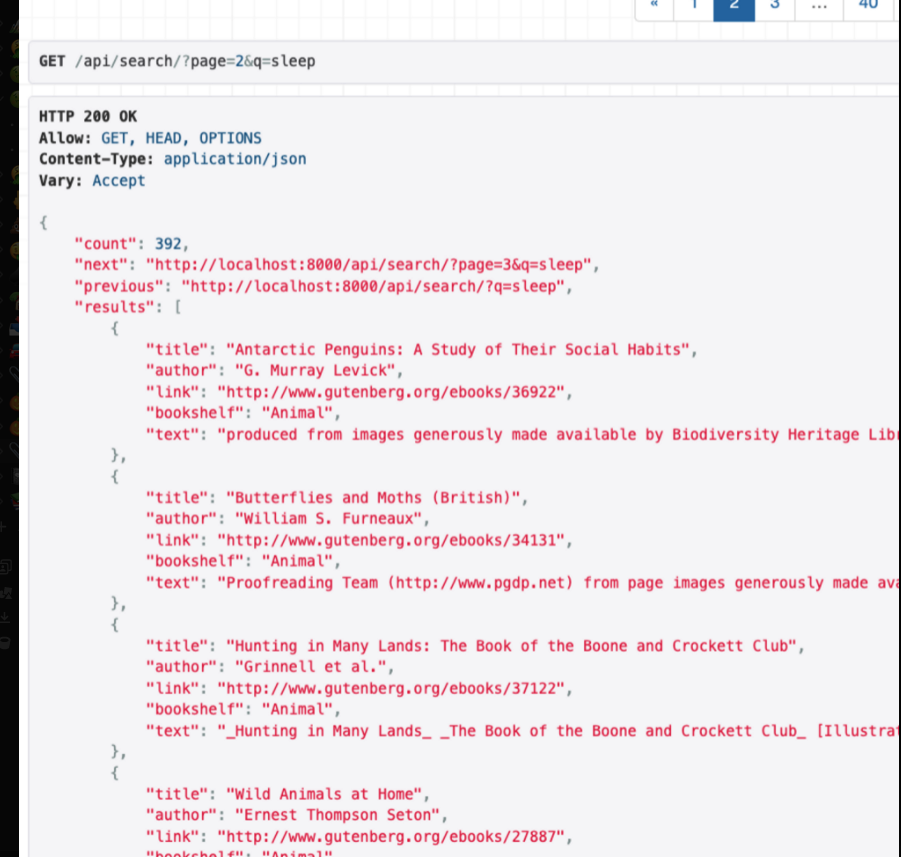 « 1 2 3 ... 40
GET /api/search/?page=2&q=sleep
HTTP 200 OK
Allow: GET, HEAD, OPTIONS
Content-Type: application/json
Vary: Accept
{
"count": 392,
"next": "http://localhost:8000/api/search/?page=3&q=sleep",
"previous": "http://localhost:8000/api/search/?q=sleep",
"results": [
{
"title": "Antarctic Penguins: A Study of Their Social Habits",
"author": "G. Murray Levick",
"link": "http://www.gutenberg.org/ebooks/36922",
"bookshelf": "Animal",
"text": "produced from images generously made available by Biodiversity Heritage Lib
},
{
"title": "Butterflies and Moths (British)",
"author": "William S. Furneaux",
"link": "http://www.gutenberg.org/ebooks/34131",
"bookshelf": "Animal",
"text": "Proofreading Team (http://www.pgdp.net) from page images generously made ava
},
{
"title": "Hunting in Many Lands: The Book of the Boone and Crockett Club",
"author": "Grinnell et al.",
"link": "http://www.gutenberg.org/ebooks/37122",
"bookshelf": "Animal",
"text": "_Hunting in Many Lands_ _The Book of the Boone and Crockett Club_ [Illustrat
},
{
"title": "Wild Animals at Home",
"author": "Ernest Thompson Seton",
"link": "http://www.gutenberg.org/ebooks/27887",
"bookshelf": "Animal"